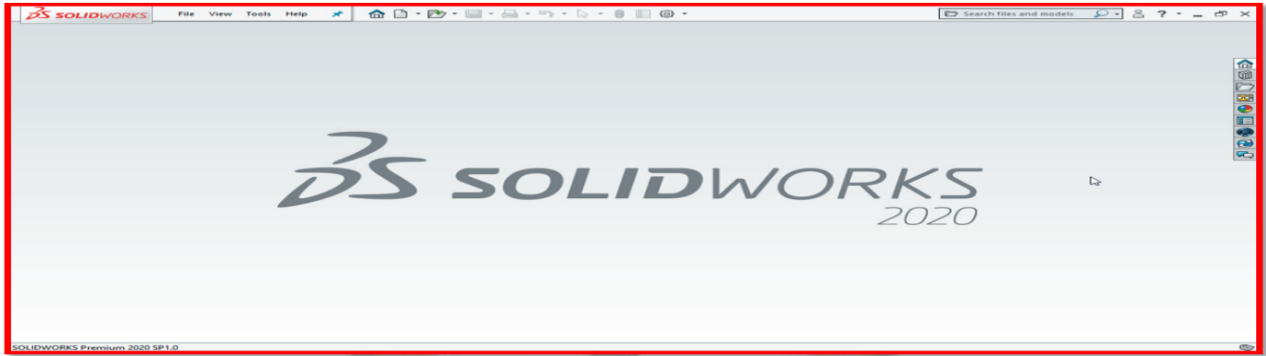 SOLIDWORKS File View Tools Help Search files and models ?
SOLIDWORKS
2020
SOLIDWORKS Premium 2020 SP1.0